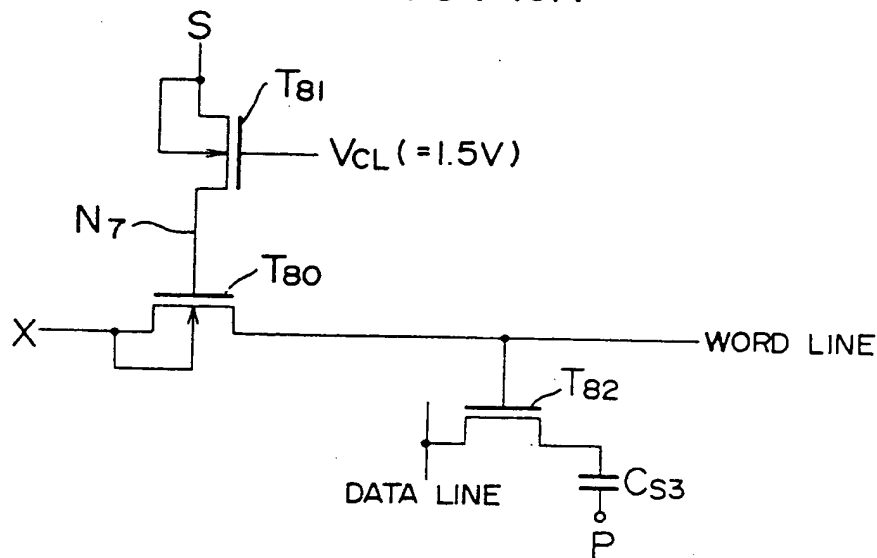 S
T81
VCL (=1.5V)
N7
T80
X
WORD LINE
T82
DATA LINE
CS3
P